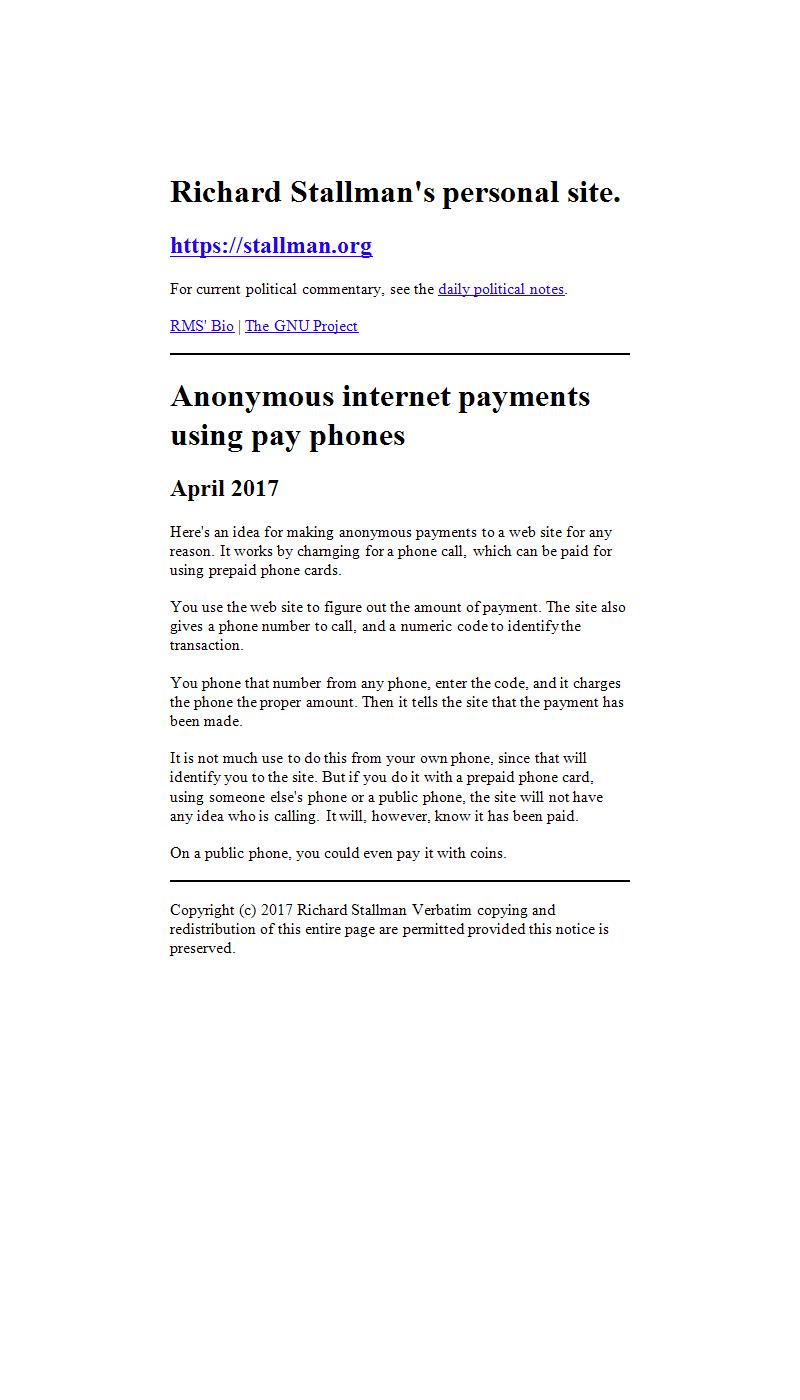 Richard Stallman's personal site.
https://stallman.org
For current political commentary, see the daily political notes.
RMS' Bio | The GNU Project
Anonymous internet payments
using pay phones
April 2017
Here's an idea for making anonymous payments to a web site for any
reason. It works by charnging for a phone call, which can be paid for
using prepaid phone cards.
You use the web site to figure out the amount of payment. The site also
gives a phone number to call, and a numeric code to identify the
transaction.
You phone that number from any phone, enter the code, and it charges
the phone the proper amount. Then it tells the site that the payment has
been made.
It is not much use to do this from your own phone, since that will
identify you to the site. But if you do it with a prepaid phone card,
using someone else's phone or a public phone, the site will not have
any idea who is calling. It will, however, know it has been paid.
On a public phone, you could even pay it with coins.
Copyright (c) 2017 Richard Stallman Verbatim copying and
redistribution of this entire page are permitted provided this notice is
preserved.